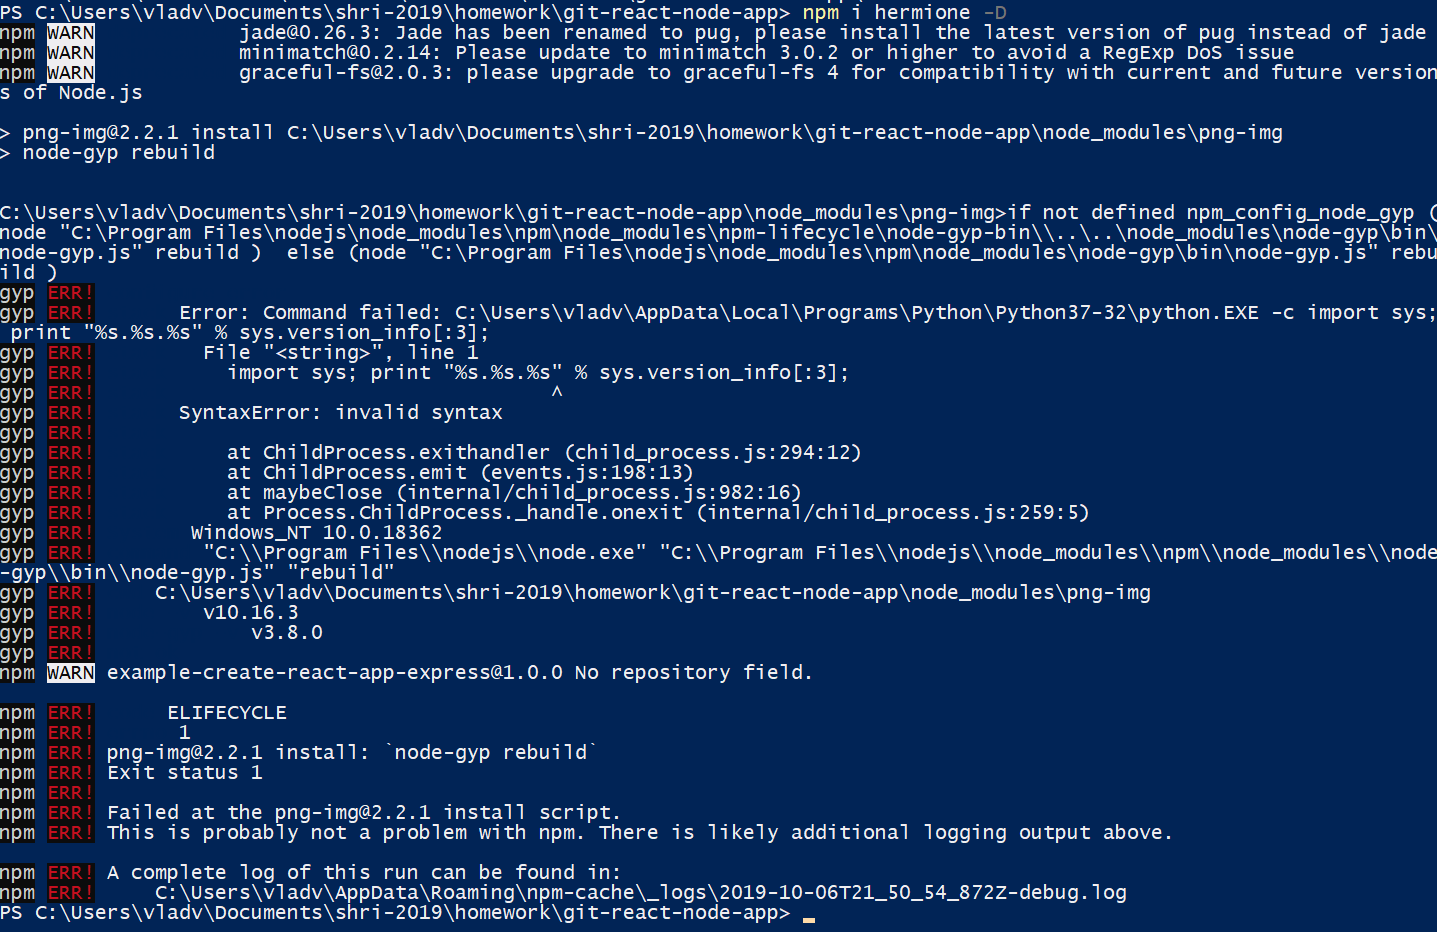 PS C:\Users\vladv\Documents\shri-2019\homework\git-react-node-app> npm i hermione -D
npm WARN            jade@0.26.3: Jade has been renamed to pug, please install the latest version of pug instead of jade
npm WARN            minimatch@0.2.14: Please update to minimatch 3.0.2 or higher to avoid a RegExp DoS issue
npm WARN            graceful-fs@2.0.3: please upgrade to graceful-fs 4 for compatibility with current and future version
s of Node.js
> png-img@2.2.1 install C:\Users\vladv\Documents\shri-2019\homework\git-react-node-app\node_modules\png-img
> node-gyp rebuild
C:\Users\vladv\Documents\shri-2019\homework\git-react-node-app\node_modules\png-img>if not defined npm_config_node_gyp (
node "C:\Program Files\nodejs\node_modules\npm\node_modules\npm-lifecycle\node-gyp-bin\\..\..\node_modules\node-gyp\bin\
node-gyp.js" rebuild )  else (node "C:\Program Files\nodejs\node_modules\npm\node_modules\node-gyp\bin\node-gyp.js" rebu
ild )
gyp ERR!
gyp ERR!       Error: Command failed: C:\Users\vladv\AppData\Local\Programs\Python\Python37-32\python.EXE -c import sys;
 print "%s.%s.%s" % sys.version_info[:3];
gyp ERR!         File "<string>", line 1
gyp ERR!           import sys; print "%s.%s.%s" % sys.version_info[:3];
gyp ERR!                                      ^
gyp ERR!       SyntaxError: invalid syntax
gyp ERR!
gyp ERR!           at ChildProcess.exithandler (child_process.js:294:12)
gyp ERR!           at ChildProcess.emit (events.js:198:13)
gyp ERR!           at maybeClose (internal/child_process.js:982:16)
gyp ERR!           at Process.ChildProcess._handle.onexit (internal/child_process.js:259:5)
gyp ERR!        Windows_NT 10.0.18362
gyp ERR!         "C:\\Program Files\\nodejs\\node.exe" "C:\\Program Files\\nodejs\\node_modules\\npm\\node_modules\\node
-gyp\\bin\\node-gyp.js" "rebuild"
gyp ERR!     C:\Users\vladv\Documents\shri-2019\homework\git-react-node-app\node_modules\png-img
gyp ERR!         v10.16.3
gyp ERR!             v3.8.0
gyp ERR!
npm WARN example-create-react-app-express@1.0.0 No repository field.
npm ERR!      ELIFECYCLE
npm ERR!       1
npm ERR! png-img@2.2.1 install: `node-gyp rebuild`
npm ERR! Exit status 1
npm ERR!
npm ERR! Failed at the png-img@2.2.1 install script.
npm ERR! This is probably not a problem with npm. There is likely additional logging output above.
npm ERR! A complete log of this run can be found in:
npm ERR!     C:\Users\vladv\AppData\Roaming\npm-cache\_logs\2019-10-06T21_50_54_872Z-debug.log
PS C:\Users\vladv\Documents\shri-2019\homework\git-react-node-app>